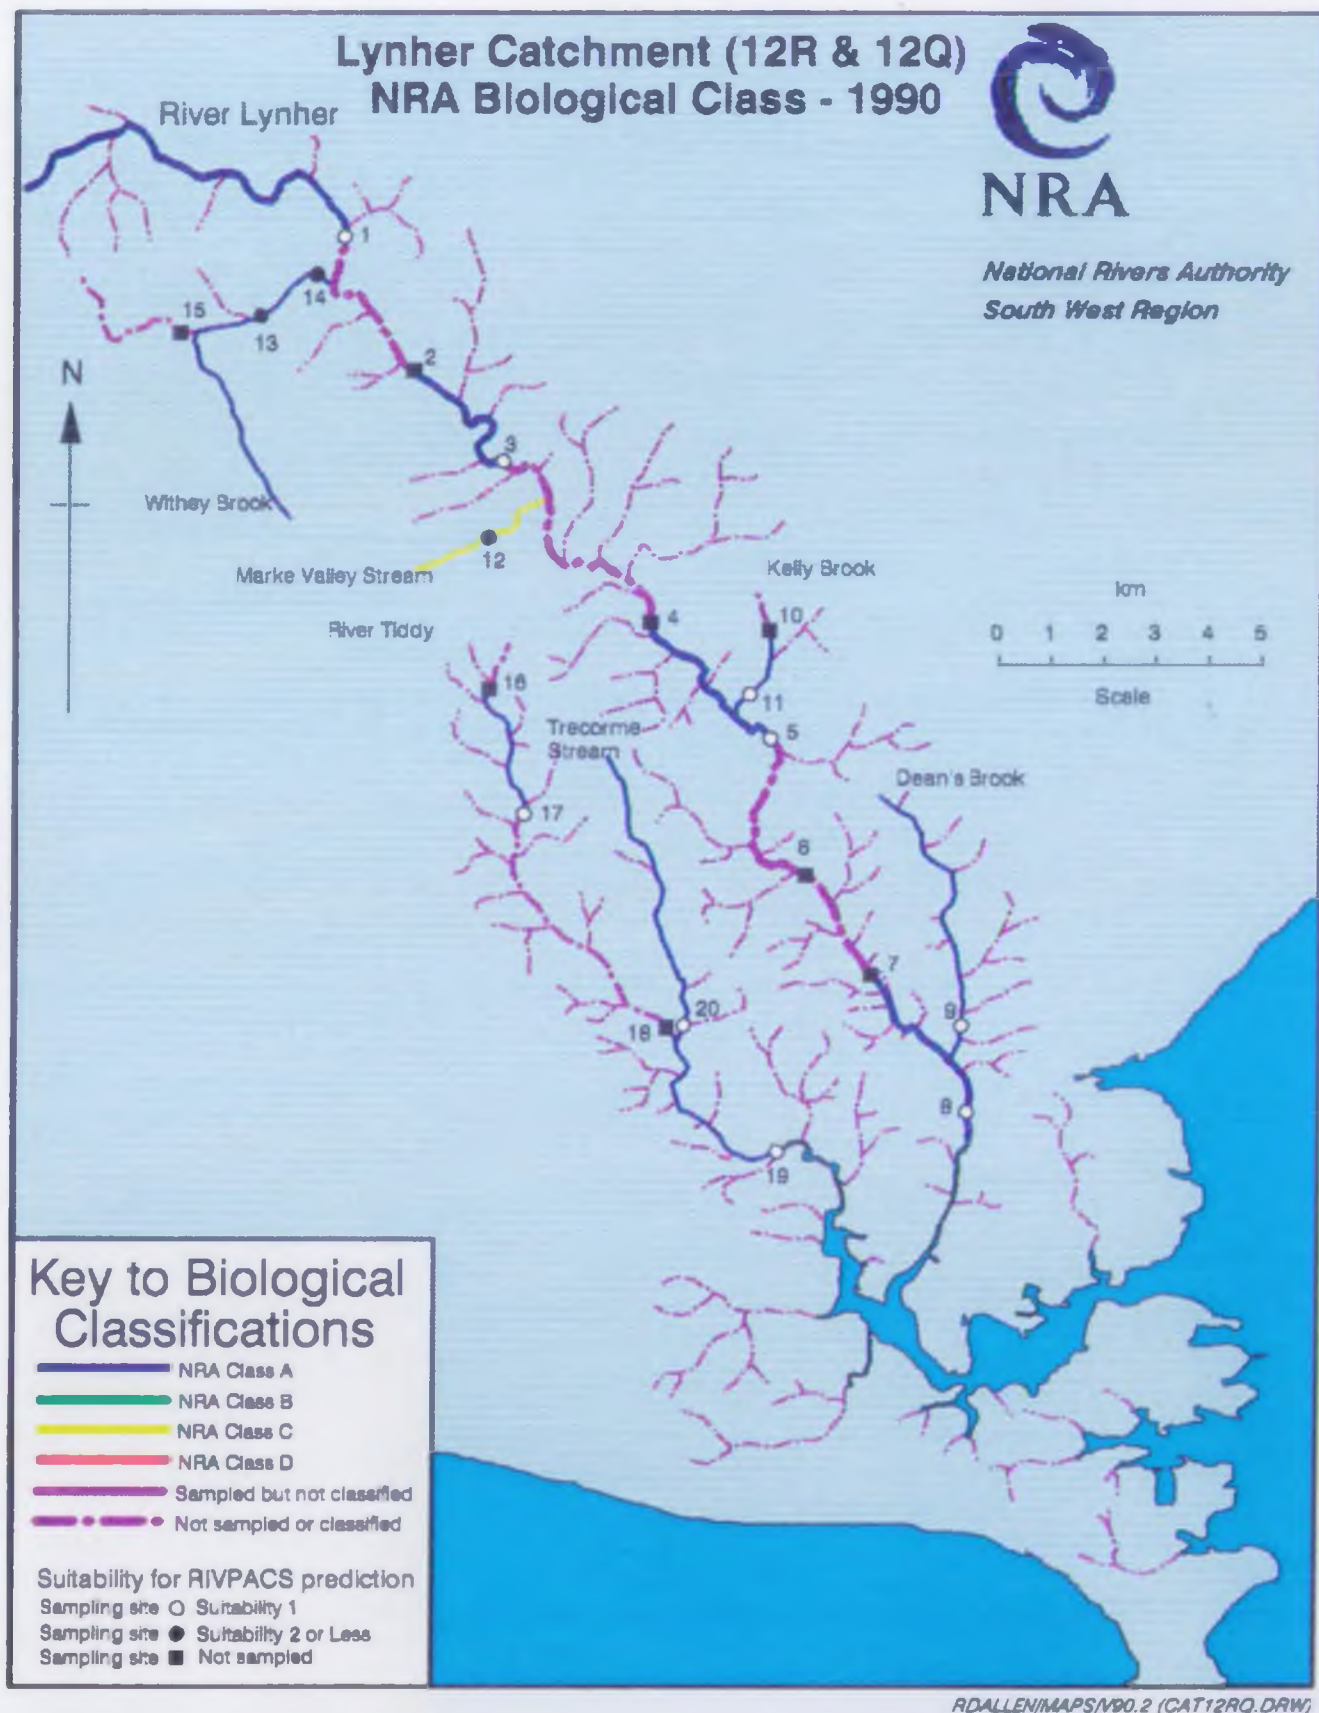 Lynher Catchment (12R & 12Q)
NRA Biological Class - 1990
NRA
National Rivers Authority
South West Region
River Lynher
1
14
15
13
N
2
3
Withey Brook
12
Marke Valley Stream
Kelly Brook
River Tiddy
4
10
km
0 1 2 3 4 5
Scale
16
11
5
Trecorme
Stream
Dean's Brook
17
6
7
20
18
9
8
19
Key to Biological
Classifications
NRA Class A
NRA Class B
NRA Class C
NRA Class D
Sampled but not classified
Not sampled or classified
Suitability for RIVPACS prediction
Sampling site Suitability 1
Sampling site Suitability 2 or Less
Sampling site Not sampled
RDALLEN/MAPS/V90.2 (CAT12RQ.DRW)